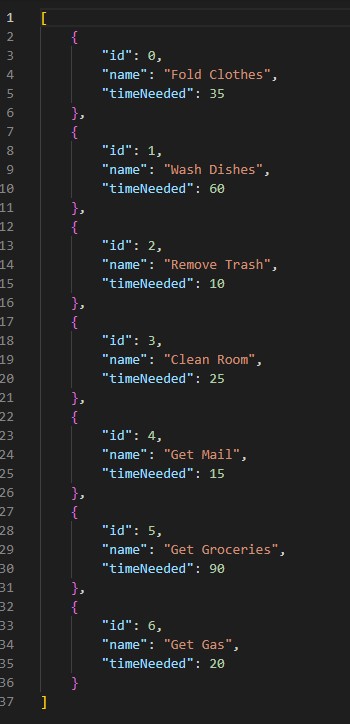 1 [
2     {
3         "id": 0,
4         "name": "Fold Clothes",
5         "timeNeeded": 35
6     },
7     {
8         "id": 1,
9         "name": "Wash Dishes",
10         "timeNeeded": 60
11     },
12     {
13         "id": 2,
14         "name": "Remove Trash",
15         "timeNeeded": 10
16     },
17     {
18         "id": 3,
19         "name": "Clean Room",
20         "timeNeeded": 25
21     },
22     {
23         "id": 4,
24         "name": "Get Mail",
25         "timeNeeded": 15
26     },
27     {
28         "id": 5,
29         "name": "Get Groceries",
30         "timeNeeded": 90
31     },
32     {
33         "id": 6,
34         "name": "Get Gas",
35         "timeNeeded": 20
36     }
37 ]